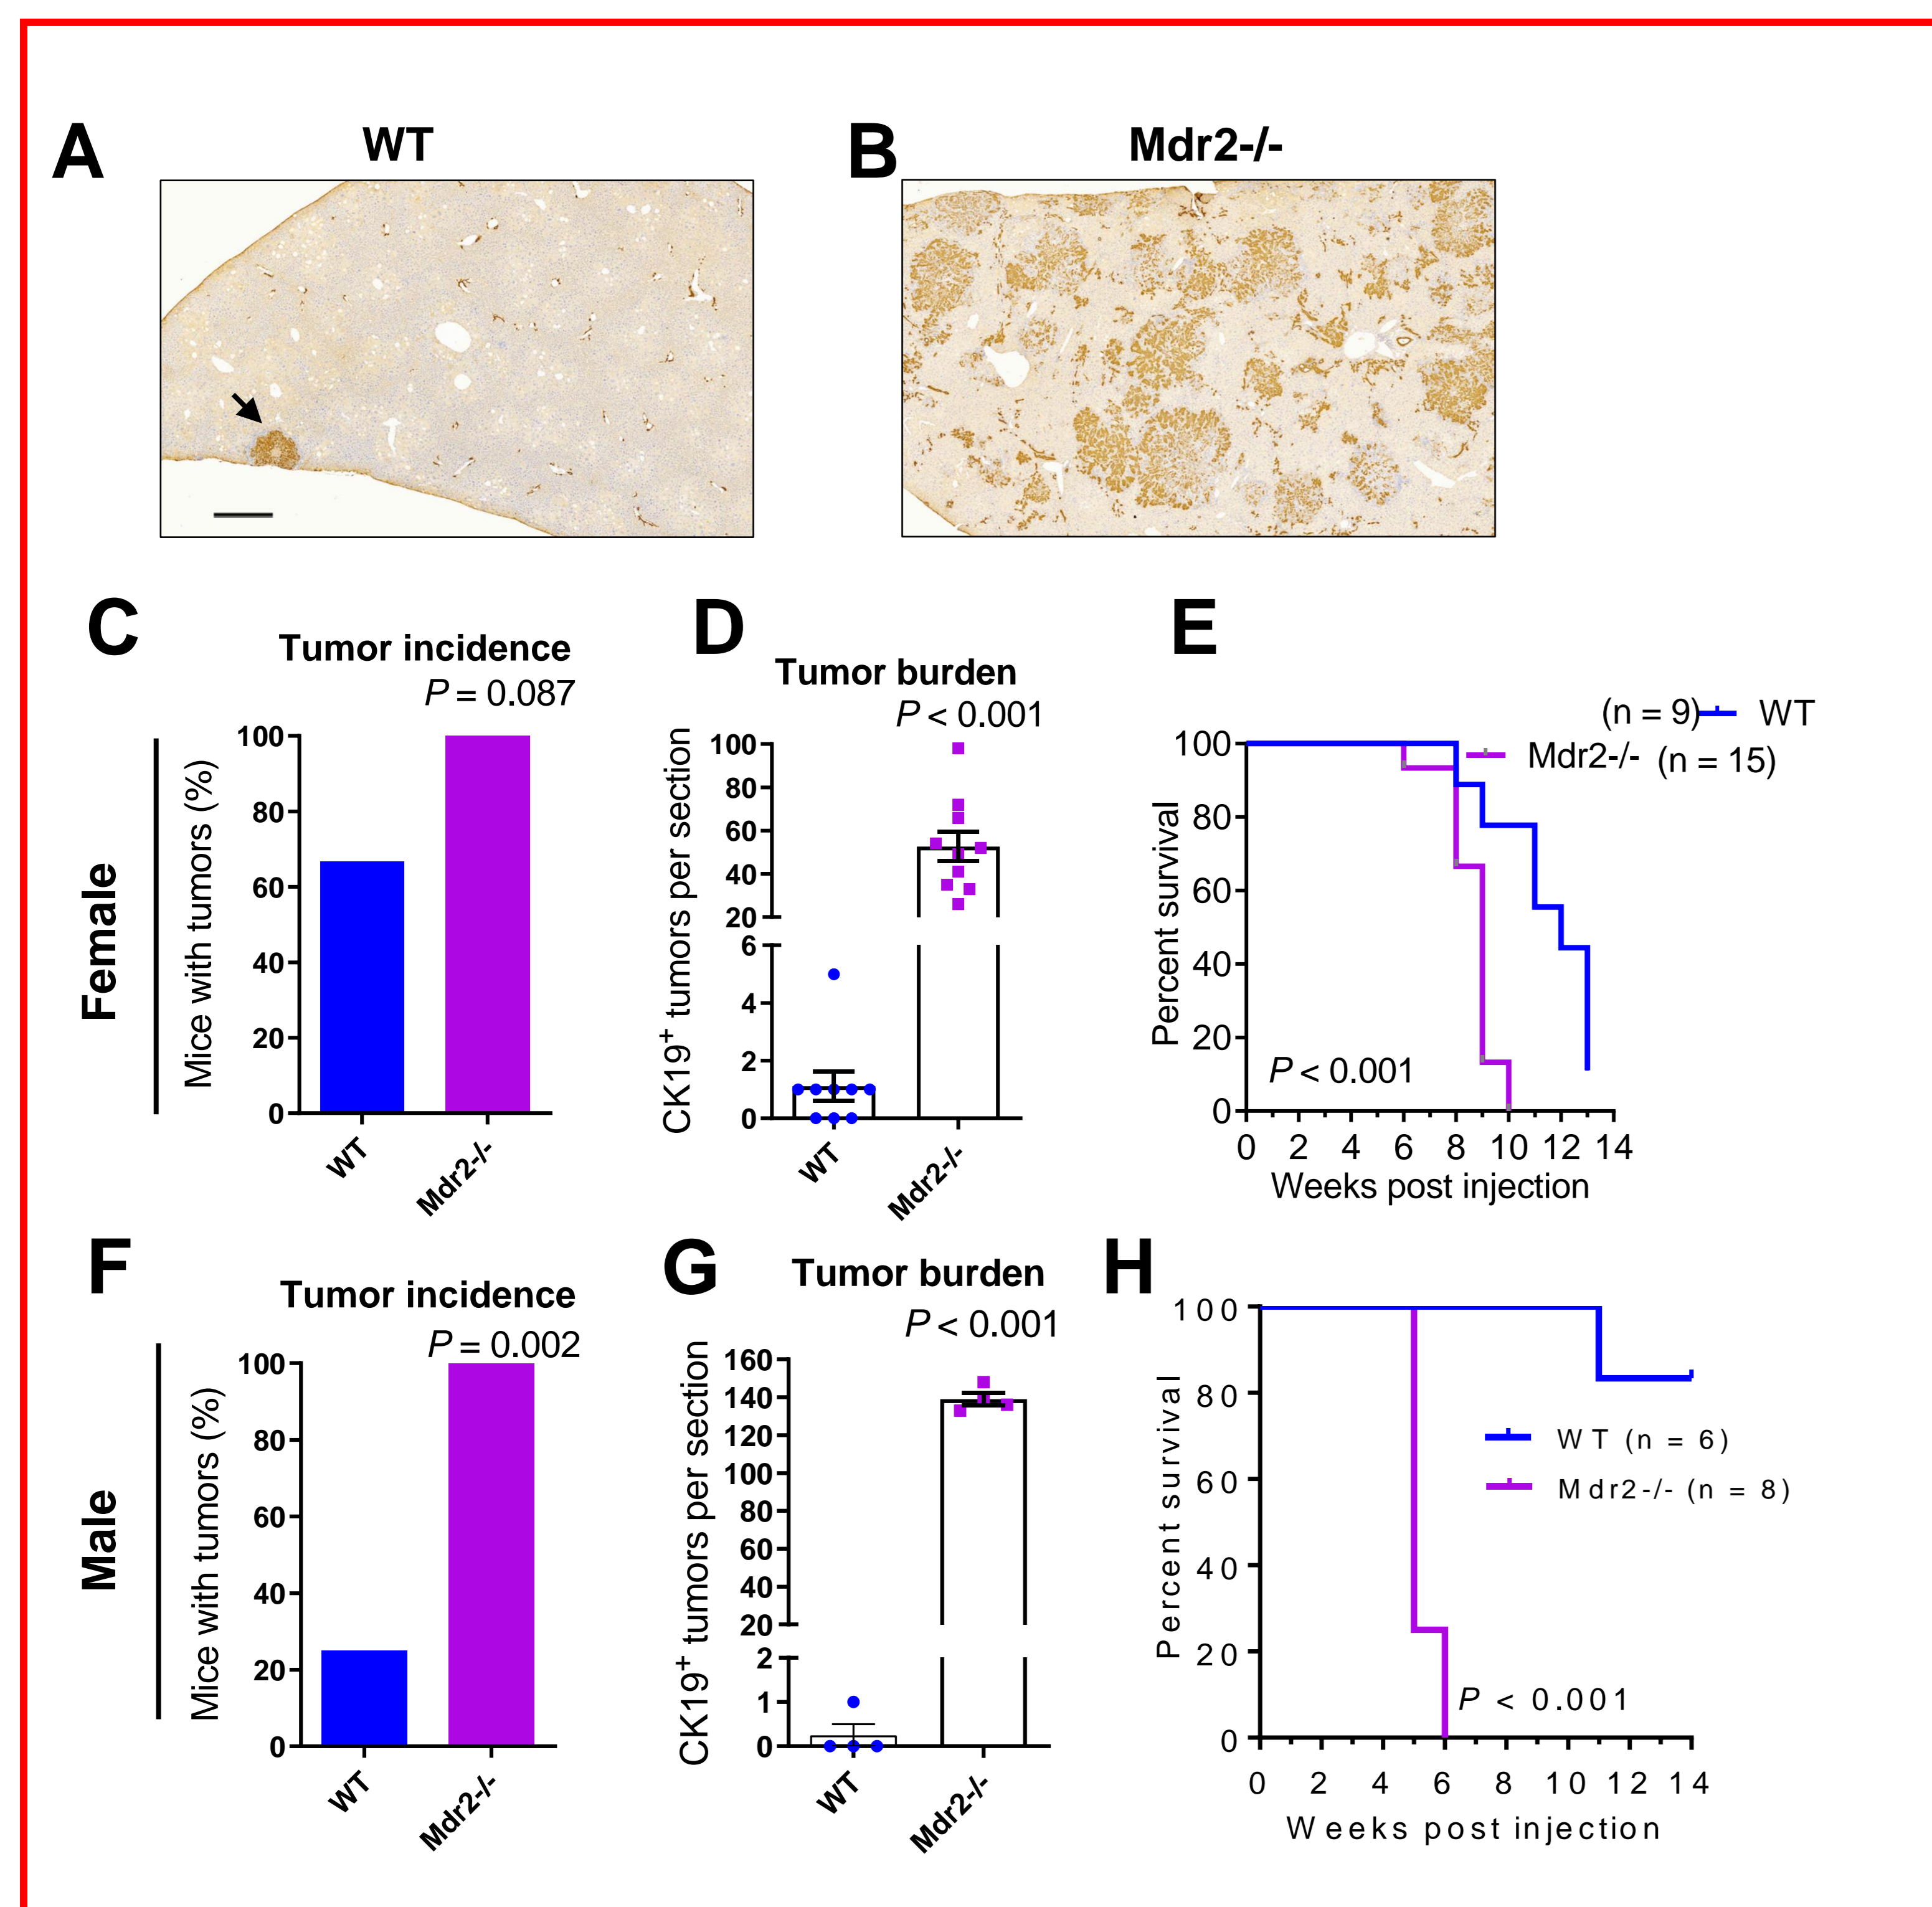 A
WT
B
Mdr2-/-
C
Tumor incidence
P = 0.087
Female
Mice with tumors (%)
100
80
60
40
20
0
WT
Mdr2-/-
D
Tumor burden
P < 0.001
CK19+ tumors per section
100
80
60
40
20
6
4
2
0
WT
Mdr2-/-
E
(n = 9) WT
Mdr2-/- (n = 15)
Percent survival
100
80
60
40
20
0
P < 0.001
0 2 4 6 8 10 12 14
Weeks post injection
F
Tumor incidence
P = 0.002
Male
Mice with tumors (%)
100
80
60
40
20
0
WT
Mdr2-/-
G
Tumor burden
P < 0.001
CK19+ tumors per section
160
140
120
100
80
60
40
20
2
1
0
WT
Mdr2-/-
H
Percent survival
100
80
60
40
20
0
WT (n = 6)
Mdr2-/- (n = 8)
P < 0.001
0 2 4 6 8 10 12 14
Weeks post injection